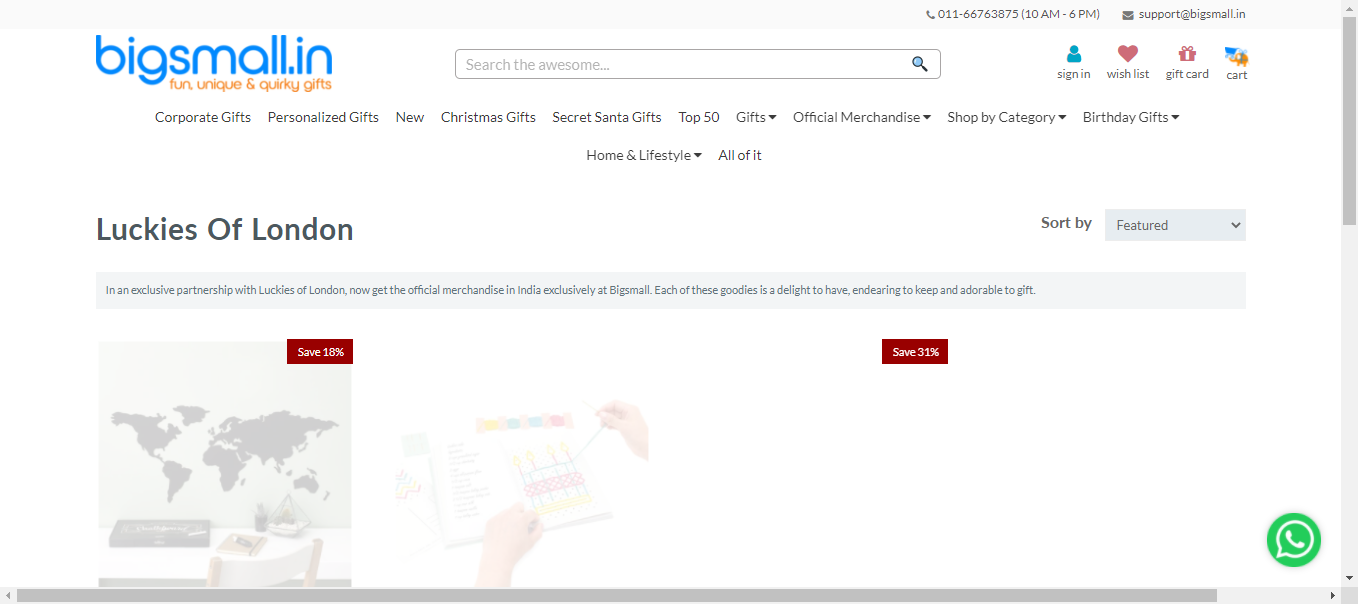 011-66763875 (10 AM - 6 PM) support@bigsmall.in
bigsmall.in
fun, unique & quirky gifts
Search the awesome...
sign in wish list gift card cart
Corporate Gifts Personalized Gifts New Christmas Gifts Secret Santa Gifts Top 50 Gifts Official Merchandise Shop by Category Birthday Gifts
Home & Lifestyle All of it
Luckies Of London
Sort by Featured
In an exclusive partnership with Luckies of London, now get the official merchandise in India exclusively at Bigsmall. Each of these goodies is a delight to have, endearing to keep and adorable to gift.
Save 18% Save 31%